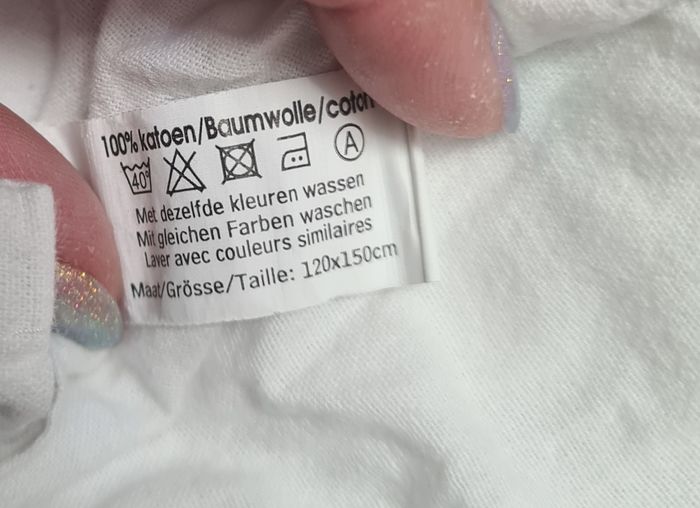 100% katoen/Baumwolle/coton
40° A
Met dezelfde kleuren wassen
Mit gleichen Farben waschen
Laver avec couleurs similaires
Maat/Grösse/Taille: 120x150cm